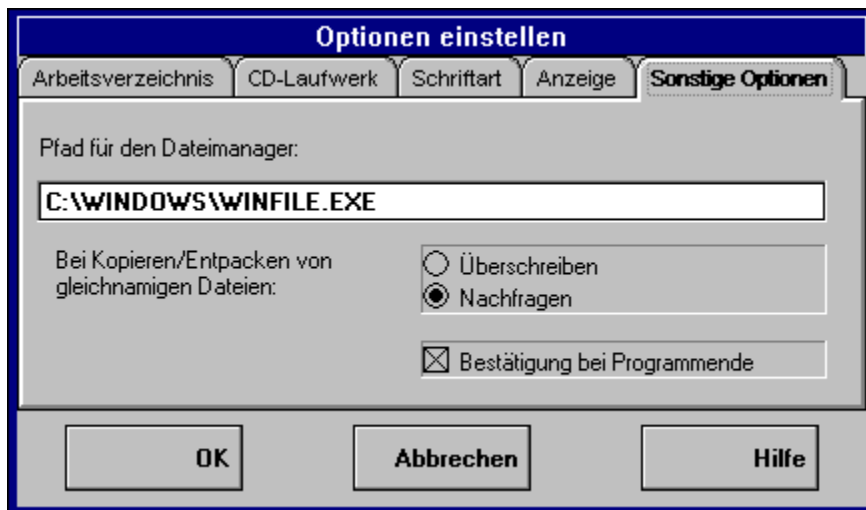 Optionen einstellen
Arbeitsverzeichnis CD-Laufwerk Schriftart Anzeige Sonstige Optionen
Pfad für den Dateimanager:
C:\WINDOWS\WINFILE.EXE
Bei Kopieren/Entpacken von
gleichnamigen Dateien:
Überschreiben
Nachfragen
Bestätigung bei Programmende
OK Abbrechen Hilfe